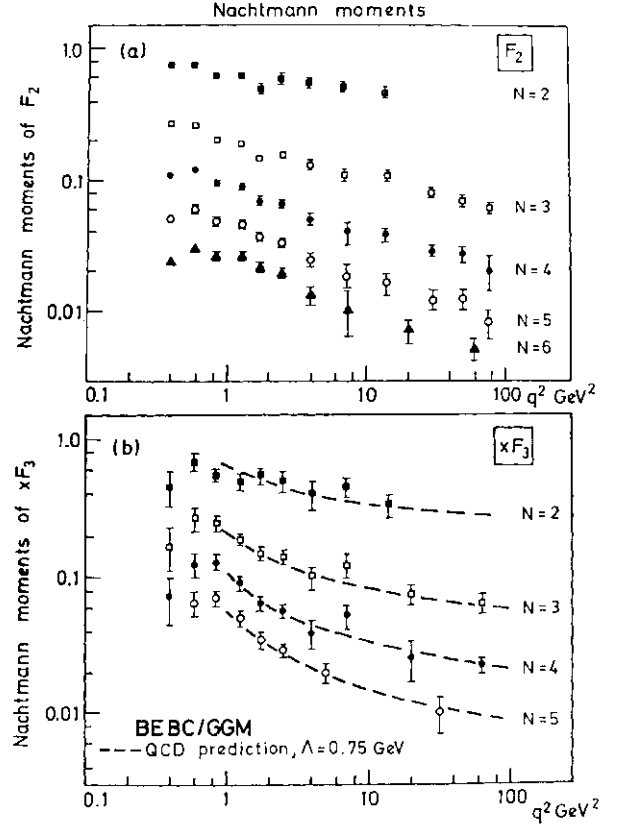 Nachtmann moments
(a)
F2
Nachtmann moments of F2
1.0
0.1
0.01
N=2
N=3
N=4
N=5
N=6
0.1
1
10
100
q² GeV²
(b)
xF3
Nachtmann moments of xF3
1.0
0.1
0.01
N=2
N=3
N=4
N=5
BEBC/GGM
--- QCD prediction, Λ=0.75 GeV
0.1
1
10
100
q² GeV²